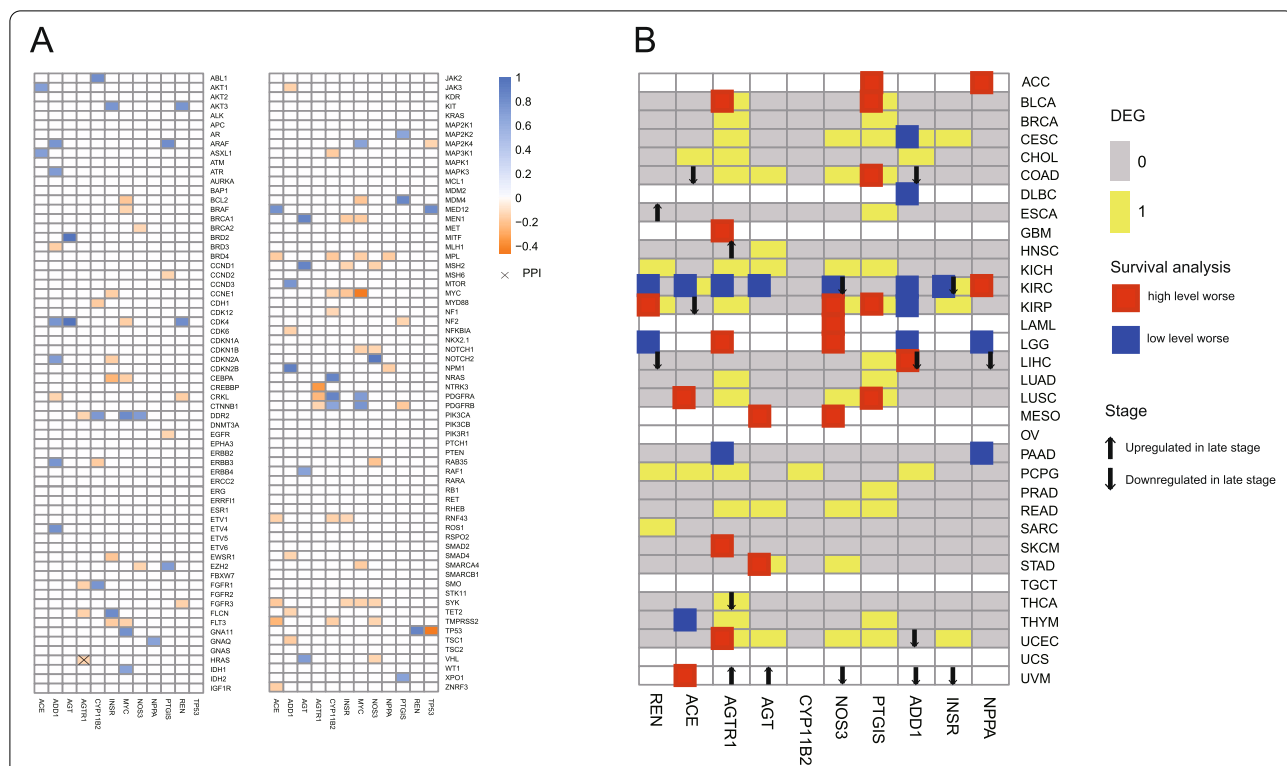 A
ABL1
AKT1
AKT2
AKT3
ALK
APC
AR
ARAF
ASXL1
ATM
ATR
AURKA
BAP1
BCL2
BRAF
BRCA1
BRCA2
BRD2
BRD3
BRD4
CCND1
CCND2
CCND3
CCNE1
CDH1
CDK12
CDK4
CDK6
CDKN1A
CDKN1B
CDKN2A
CDKN2B
CEBPA
CREBBP
CRKL
CTNNB1
DDR2
DNMT3A
EGFR
EPHA3
ERBB2
ERBB3
ERBB4
ERCC2
ERG
ERRFI1
ESR1
ETV1
ETV4
ETV5
ETV6
EWSR1
EZH2
FBXW7
FGFR1
FGFR2
FGFR3
FLCN
FLT3
GNA11
GNAQ
GNAS
HRAS
IDH1
IDH2
IGF1R
ACE
ADD1
AGT
AGTR1
CYP11B2
INSR
MYC
NOS3
NPPA
PTGIS
REN
TP53
JAK2
JAK3
KDR
KIT
KRAS
MAP2K1
MAP2K2
MAP2K4
MAP3K1
MAPK1
MAPK3
MCL1
MDM2
MDM4
MED12
MEN1
MET
MITF
MLH1
MPL
MSH2
MSH6
MTOR
MYC
MYD88
NF1
NF2
NFKBIA
NKX2.1
NOTCH1
NOTCH2
NPM1
NRAS
NTRK3
PDGFRA
PDGFRB
PIK3CA
PIK3CB
PIK3R1
PTCH1
PTEN
RAB35
RAF1
RARA
RB1
RET
RHEB
RNF43
ROS1
RSPO2
SMAD2
SMAD4
SMARCA4
SMARCB1
SMO
STK11
SYK
TET2
TMPRSS2
TP53
TSC1
TSC2
VHL
WT1
XPO1
ZNRF3
ACE
ADD1
AGT
AGTR1
CYP11B2
INSR
MYC
NOS3
NPPA
PTGIS
REN
TP53
1
0.8
0.6
0.4
0.2
0
−0.2
−0.4
PPI
B
ACC
BLCA
BRCA
CESC
CHOL
COAD
DLBC
ESCA
GBM
HNSC
KICH
KIRC
KIRP
LAML
LGG
LIHC
LUAD
LUSC
MESO
OV
PAAD
PCPG
PRAD
READ
SARC
SKCM
STAD
TGCT
THCA
THYM
UCEC
UCS
UVM
REN
ACE
AGTR1
AGT
CYP11B2
NOS3
PTGIS
ADD1
INSR
NPPA
DEG
0
1
Survival analysis
high level worse
low level worse
Stage
Upregulated in late stage
Downregulated in late stage